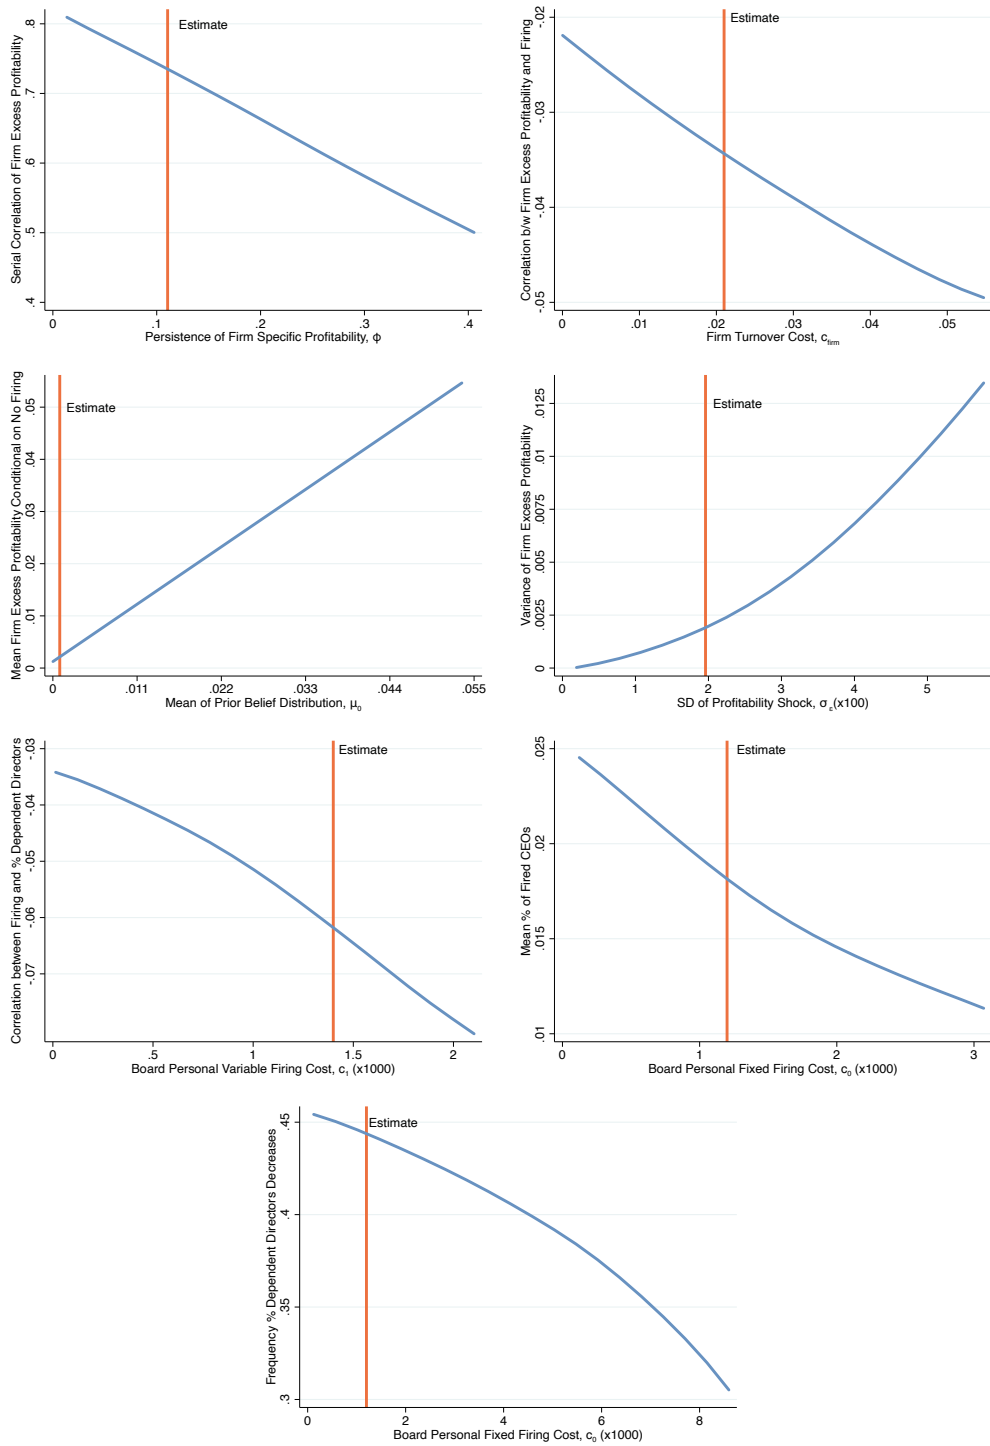 Serial Correlation of Firm Excess Profitability
.4 .5 .6 .7 .8
Estimate
0 .1 .2 .3 .4
Persistence of Firm Specific Profitability, Φ
Correlation b/w Firm Excess Profitability and Firing
-.05 -.04 -.03 -.02
Estimate
0 .01 .02 .03 .04 .05
Firm Turnover Cost, c_firm
Mean Firm Excess Profitability Conditional on No Firing
0 .01 .02 .03 .04 .05
Estimate
0 .011 .022 .033 .044 .055
Mean of Prior Belief Distribution, μ₀
Variance of Firm Excess Profitability
0 .0025 .005 .0075 .01 .0125
Estimate
0 1 2 3 4 5
SD of Profitability Shock, σ_ε(x100)
Correlation between Firing and % Dependent Directors
-.07 -.06 -.05 -.04 -.03
Estimate
0 .5 1 1.5 2
Board Personal Variable Firing Cost, c₁ (x1000)
Mean % of Fired CEOs
.01 .015 .02 .025
Estimate
0 1 2 3
Board Personal Fixed Firing Cost, c₀ (x1000)
Frequency % Dependent Directors Decreases
.3 .35 .4 .45
Estimate
0 2 4 6 8
Board Personal Fixed Firing Cost, c₀ (x1000)